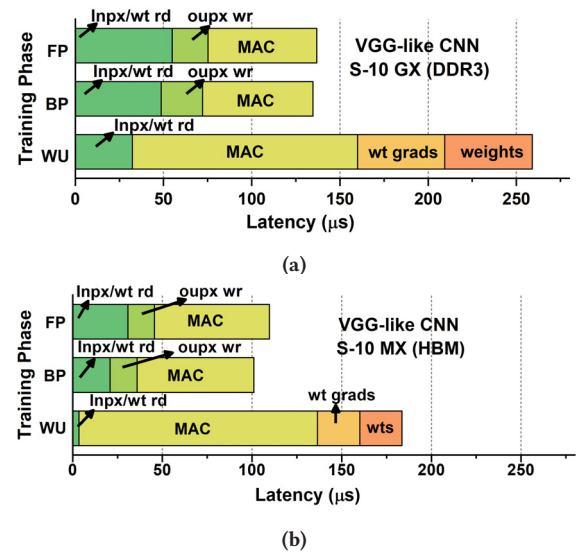 Inpx/wt rd
oupx wr
FP
MAC
VGG-like CNN
S-10 GX (DDR3)
Inpx/wt rd
oupx wr
BP
MAC
Inpx/wt rd
WU
MAC
wt grads
weights
Training Phase
0 50 100 150 200 250
Latency (μs)
(a)
Inpx/wt rd
oupx wr
FP
MAC
VGG-like CNN
S-10 MX (HBM)
Inpx/wt rd
oupx wr
BP
MAC
Inpx/wt rd
wt grads
WU
MAC
wts
Training Phase
0 50 100 150 200 250
Latency (μs)
(b)